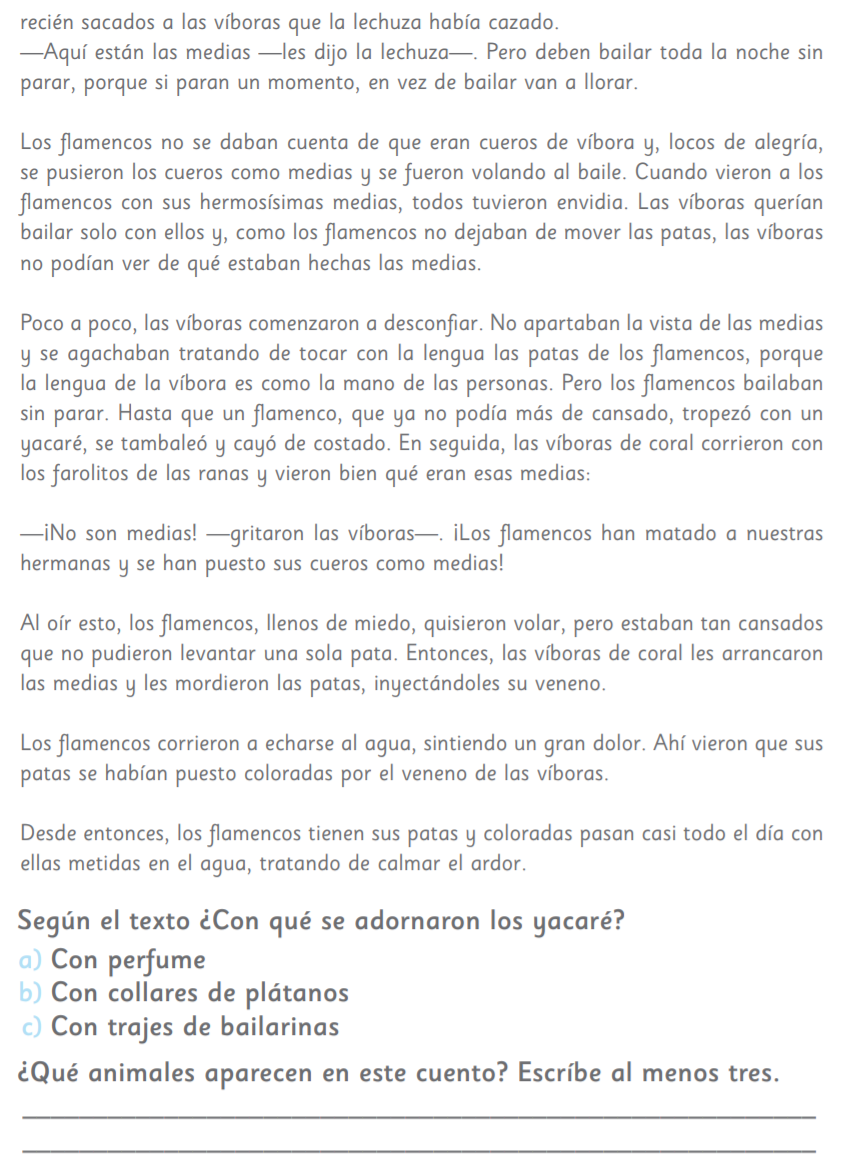 recién sacados a las víboras que la lechuza había cazado.
—Aquí están las medias —les dijo la lechuza—. Pero deben bailar toda la noche sin
parar, porque si paran un momento, en vez de bailar van a llorar.
Los flamencos no se daban cuenta de que eran cueros de víbora y, locos de alegría,
se pusieron los cueros como medias y se fueron volando al baile. Cuando vieron a los
flamencos con sus hermosísimas medias, todos tuvieron envidia. Las víboras querían
bailar solo con ellos y, como los flamencos no dejaban de mover las patas, las víboras
no podían ver de qué estaban hechas las medias.
Poco a poco, las víboras comenzaron a desconfiar. No apartaban la vista de las medias
y se agachaban tratando de tocar con la lengua las patas de los flamencos, porque
la lengua de la víbora es como la mano de las personas. Pero los flamencos bailaban
sin parar. Hasta que un flamenco, que ya no podía más de cansado, tropezó con un
yacaré, se tambaleó y cayó de costado. En seguida, las víboras de coral corrieron con
los farolitos de las ranas y vieron bien qué eran esas medias:
—¡No son medias! —gritaron las víboras—. ¡Los flamencos han matado a nuestras
hermanas y se han puesto sus cueros como medias!
Al oír esto, los flamencos, llenos de miedo, quisieron volar, pero estaban tan cansados
que no pudieron levantar una sola pata. Entonces, las víboras de coral les arrancaron
las medias y les mordieron las patas, inyectándoles su veneno.
Los flamencos corrieron a echarse al agua, sintiendo un gran dolor. Ahí vieron que sus
patas se habían puesto coloradas por el veneno de las víboras.
Desde entonces, los flamencos tienen sus patas y coloradas pasan casi todo el día con
ellas metidas en el agua, tratando de calmar el ardor.
Según el texto ¿Con qué se adornaron los yacaré?
a) Con perfume
b) Con collares de plátanos
c) Con trajes de bailarinas
¿Qué animales aparecen en este cuento? Escríbe al menos tres.